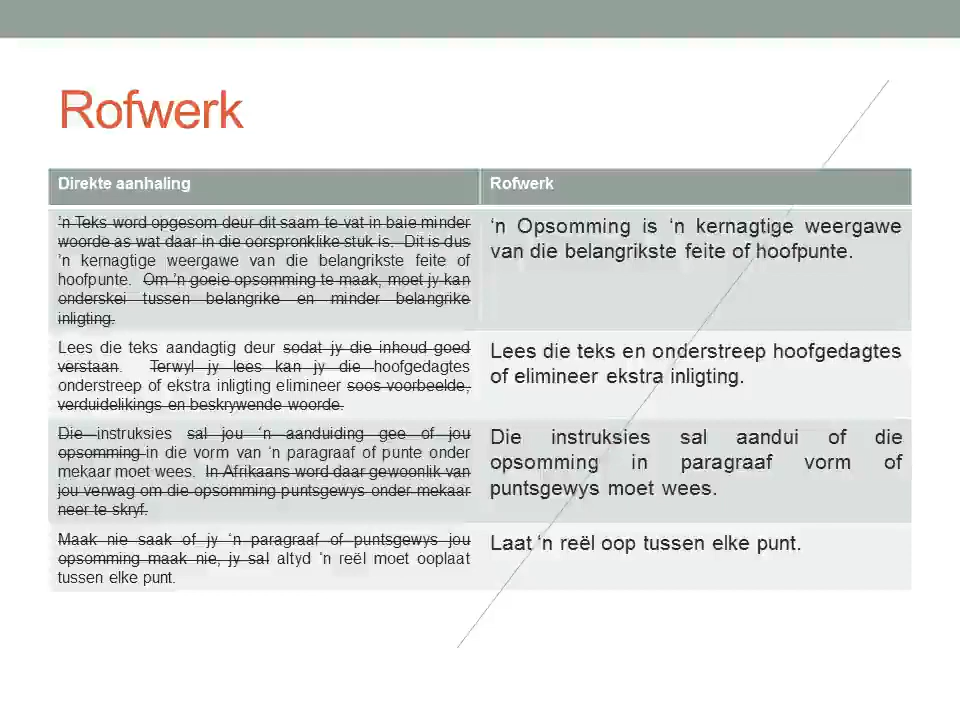 Rofwerk
Direkte aanhaling
Rofwerk
’n Teks word opgesom deur dit saam te vat in baie minder
woorde as wat daar in die oorspronklike stuk is. Dit is dus
’n kernagtige weergawe van die belangrikste feite of
hoofpunte. Om ’n goeie opsomming te maak, moet jy kan
onderskei tussen belangrike en minder belangrike
inligting.
‘n Opsomming is ‘n kernagtige weergawe
van die belangrikste feite of hoofpunte.
Lees die teks aandagtig deur sodat jy die inhoud goed
verstaan. Terwyl jy lees kan jy die hoofgedagtes
onderstreep of ekstra inligting elimineer soos voorbeelde,
verduidelikings en beskrywende woorde.
Lees die teks en onderstreep hoofgedagtes
of elimineer ekstra inligting.
Die instruksies sal jou ‘n aanduiding gee of jou
opsomming in die vorm van ‘n paragraaf of punte onder
mekaar moet wees. In Afrikaans word daar gewoonlik van
jou verwag om die opsomming puntsgewys onder mekaar
neer te skryf.
Die instruksies sal aandui of die
opsomming in paragraaf vorm of
puntsgewys moet wees.
Maak nie saak of jy ‘n paragraaf of puntsgewys jou
opsomming maak nie, jy sal altyd ’n reël moet ooplaat
tussen elke punt.
Laat ‘n reël oop tussen elke punt.